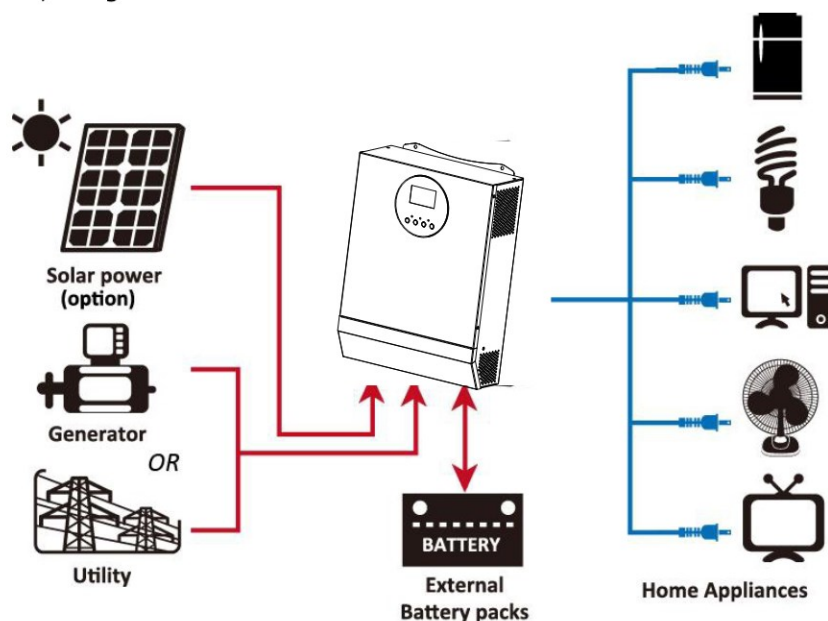 Solar power
(option)
Generator
OR
Utility
BATTERY
External
Battery packs
Home Appliances